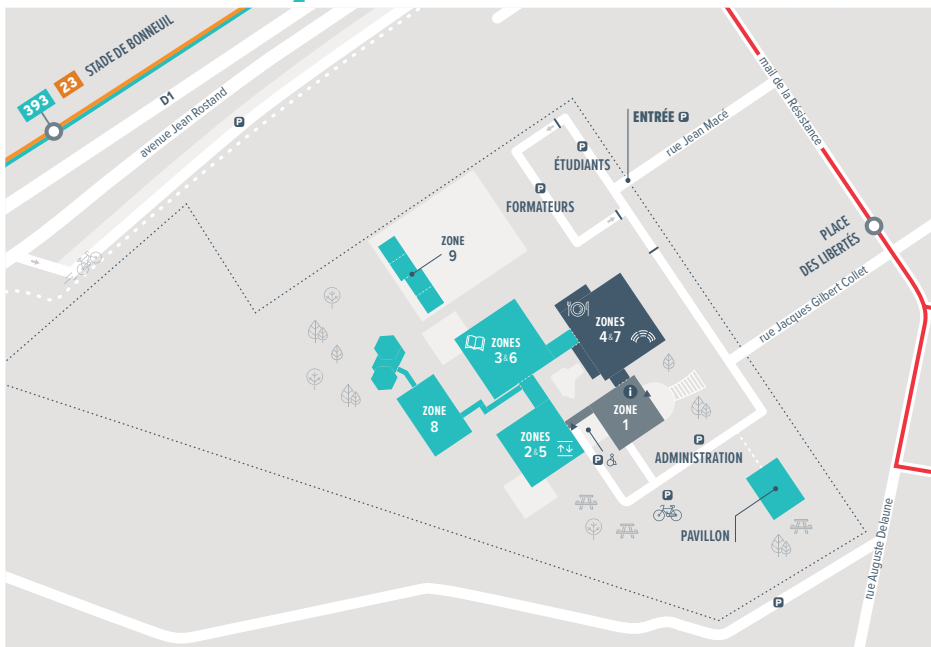 393
23
STADE DE BONNEUIL
D1
avenue Jean Rostand
P
mail de la Résistance
ENTRÉE P
rue Jean Macé
P
ÉTUDIANTS
P
FORMATEURS
PLACE
DES LIBERTÉS
rue Jacques Gilbert Collet
ZONE
9
ZONES
4&7
ZONES
3&6
i
ZONE
1
ZONE
8
ZONES
2&5
P
P
ADMINISTRATION
P
PAVILLON
rue Auguste Delaune
P